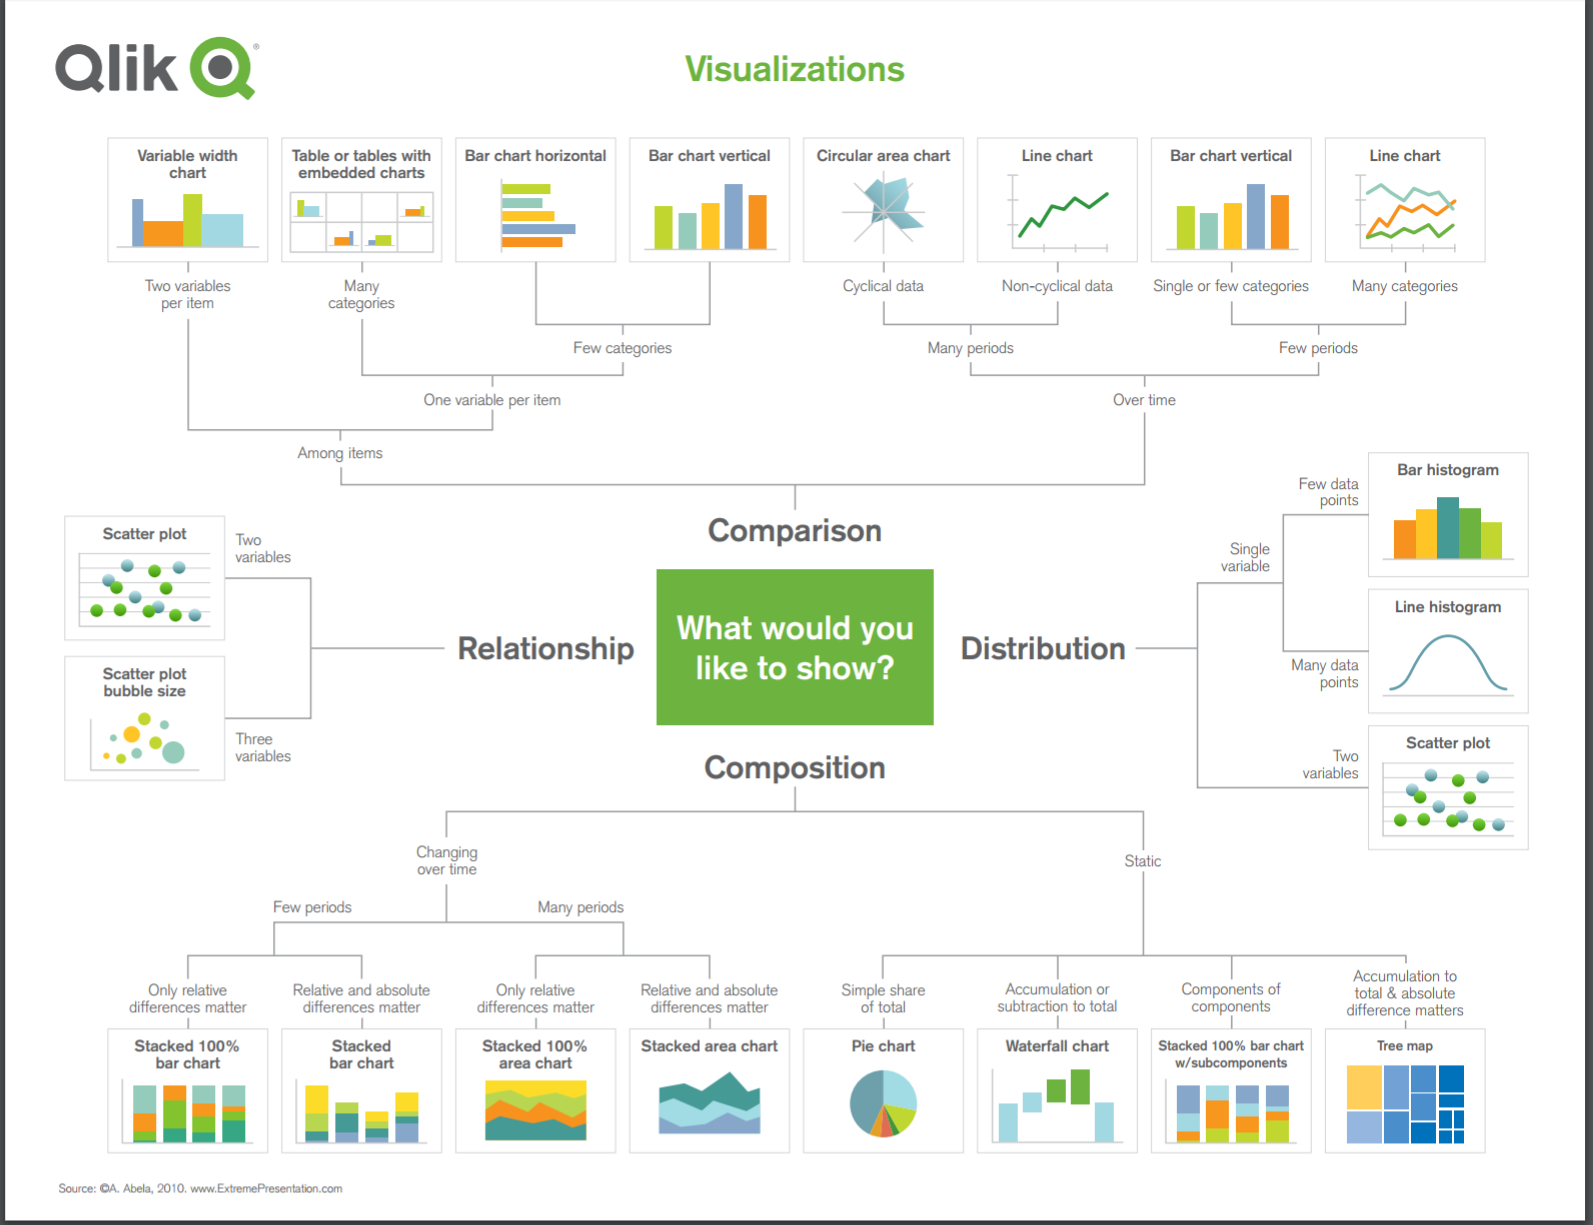 Qlik
®
Visualizations
Variable width
chart
Table or tables with
embedded charts
Bar chart horizontal
Bar chart vertical
Circular area chart
Line chart
Bar chart vertical
Line chart
Two variables
per item
Many
categories
Cyclical data
Non-cyclical data
Single or few categories
Many categories
Few categories
Many periods
Few periods
One variable per item
Over time
Among items
Comparison
Scatter plot
Two
variables
Scatter plot
bubble size
Three
variables
Relationship
What would you
like to show?
Distribution
Single
variable
Few data
points
Bar histogram
Many data
points
Line histogram
Two
variables
Scatter plot
Composition
Changing
over time
Static
Few periods
Many periods
Only relative
differences matter
Relative and absolute
differences matter
Only relative
differences matter
Relative and absolute
differences matter
Simple share
of total
Accumulation or
subtraction to total
Components of
components
Accumulation to
total & absolute
difference matters
Stacked 100%
bar chart
Stacked
bar chart
Stacked 100%
area chart
Stacked area chart
Pie chart
Waterfall chart
Stacked 100% bar chart
w/subcomponents
Tree map
Source: ©A. Abela, 2010. www.ExtremePresentation.com